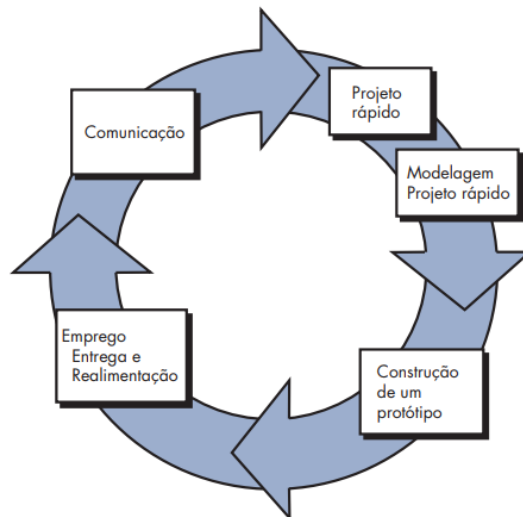 Comunicação
Projeto
rápido
Modelagem
Projeto rápido
Construção
de um
protótipo
Emprego
Entrega e
Realimentação